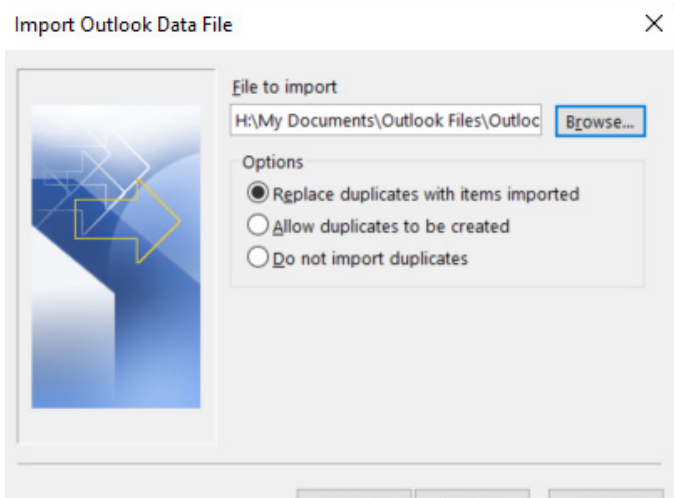 Import Outlook Data File
File to import
H:\My Documents\Outlook Files\Outloc
Browse...
Options
Replace duplicates with items imported
Allow duplicates to be created
Do not import duplicates